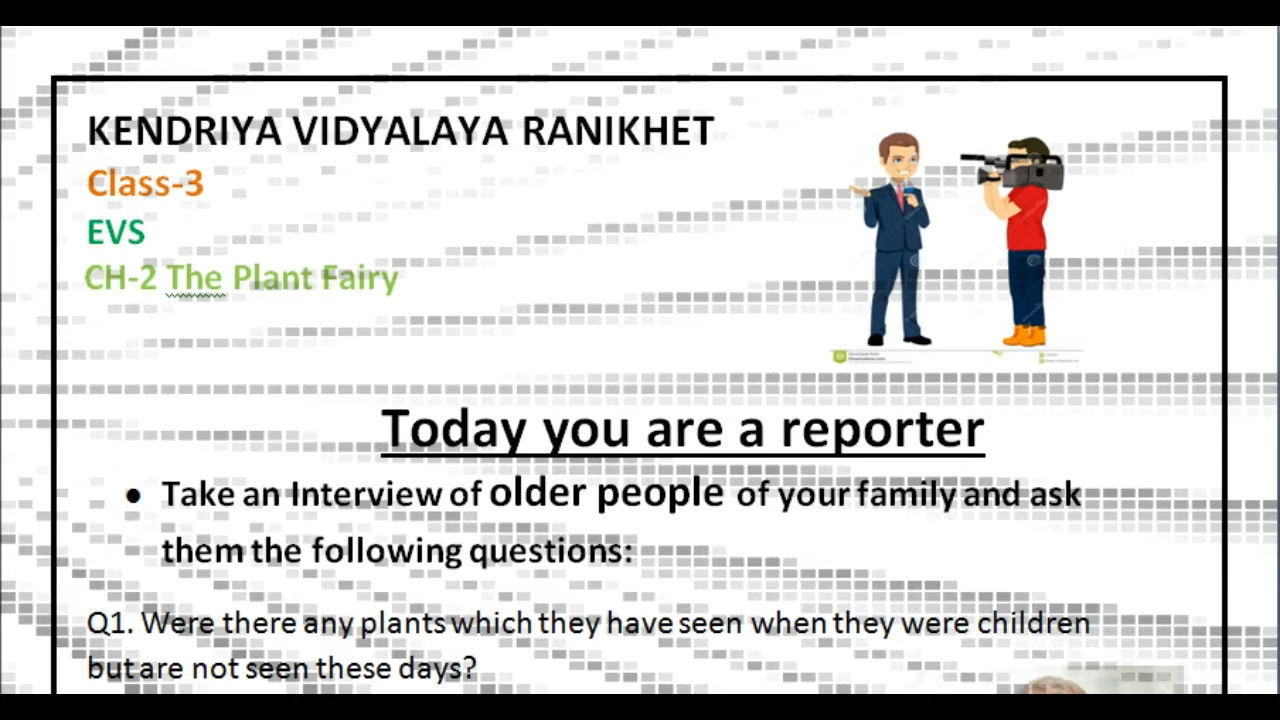 KENDRIYA VIDYALAYA RANIKHET
Class-3
EVS
CH-2 The Plant Fairy
Today you are a reporter
• Take an Interview of older people of your family and ask
them the following questions:
Q1. Were there any plants which they have seen when they were children
but are not seen these days?